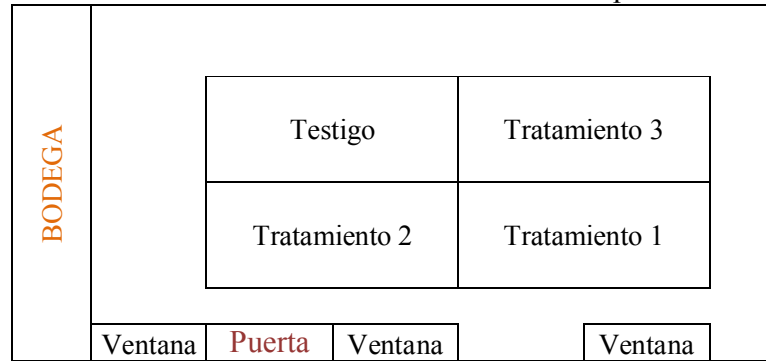 BODEGA
Testigo Tratamiento 3
Tratamiento 2 Tratamiento 1
Ventana Puerta Ventana Ventana